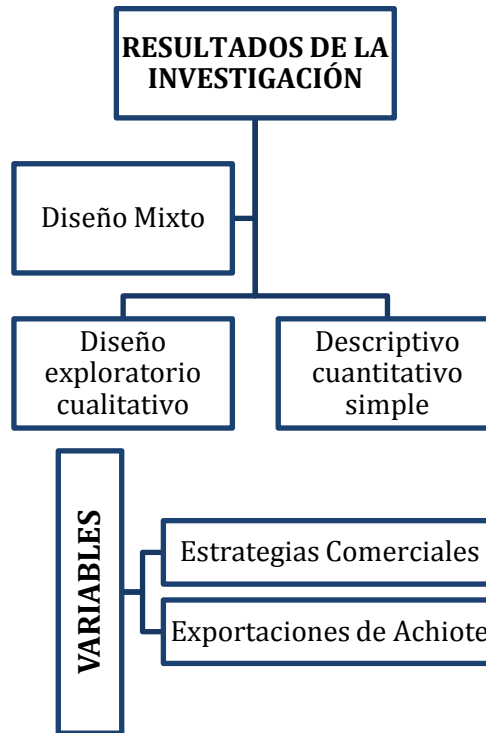 RESULTADOS DE LA
INVESTIGACIÓN
Diseño Mixto
Diseño
exploratorio
cualitativo
Descriptivo
cuantitativo
simple
VARIABLES
Estrategias Comerciales
Exportaciones de Achiote